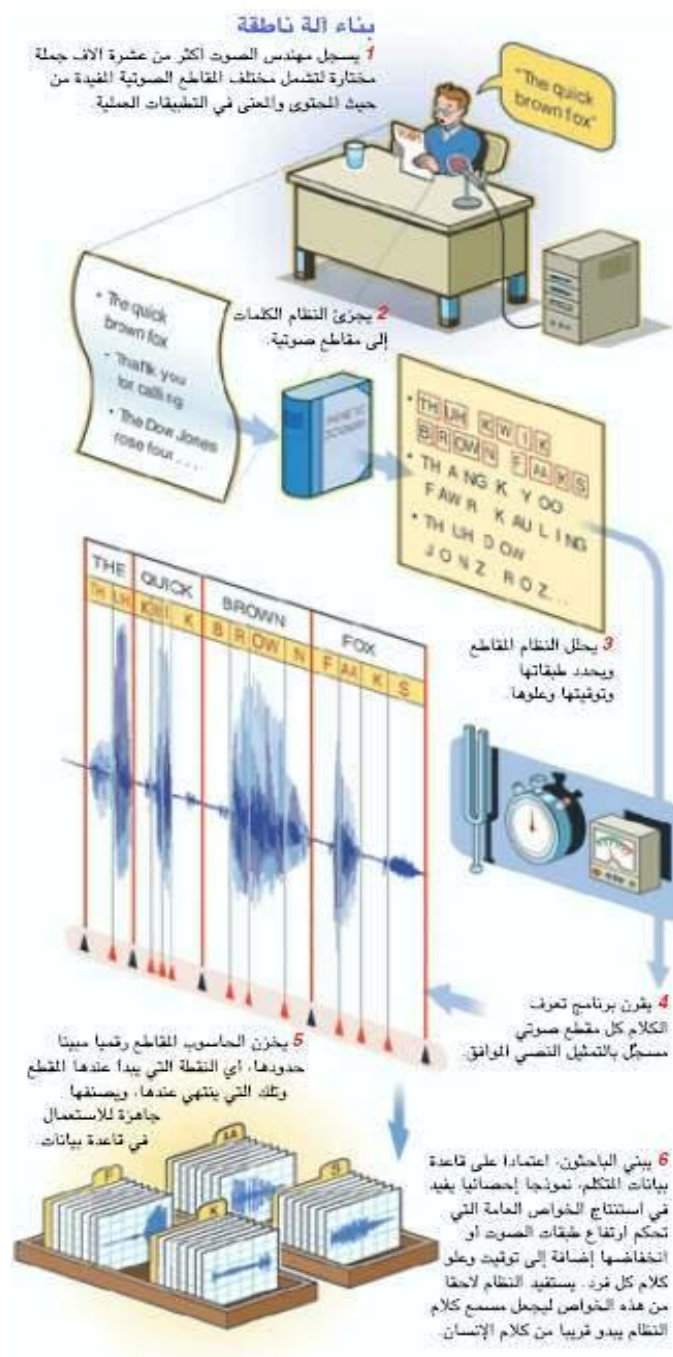 بناء آلة ناطقة
1 يسجل مهندس الصوت أكثر من عشرة آلاف جملة
مختارة لتشمل مختلف المقاطع الصوتية المفيدة من
حيث المحتوى والمعنى في التطبيقات العملية.
"The quick
brown fox"
• The quick
brown fox
• Thank you
for calling
• The Dow Jones
rose four . . .
2 يجزئ النظام الكلمات
إلى مقاطع صوتية.
PHONETIC
DICTIONARY
• TH UH K W I K
B R OW N F AA K S
• TH A NG K Y OO
F AW R K AU L I NG
• TH UH D OW
J O N Z R O Z . . .
THE QUICK BROWN FOX
TH UH K W I K B R OW N F AA K S
3 يحلل النظام المقاطع
ويحدد طبقاتها
وتوقيتها وعلوها.
4 يقرن برنامج تعرف
الكلام كل مقطع صوتي
مسجل بالتمثيل النصي الموافق.
5 يخزن الحاسوب المقاطع رقميا مبينا
حدودها، أي النقطة التي يبدأ عندها المقطع
وتلك التي ينتهي عندها، ويصنفها
جاهزة للاستعمال
في قاعدة بيانات.
AA
F
S
K
6 يبني الباحثون، اعتمادا على قاعدة
بيانات المتكلم، نموذجا إحصائيا يفيد
في استنتاج الخواص العامة التي
تحكم ارتفاع طبقات الصوت أو
انخفاضها إضافة إلى توقيت وعلو
كلام كل فرد. يستفيد النظام لاحقا
من هذه الخواص ليجعل مسمع كلام
النظام يبدو قريبا من كلام الإنسان.